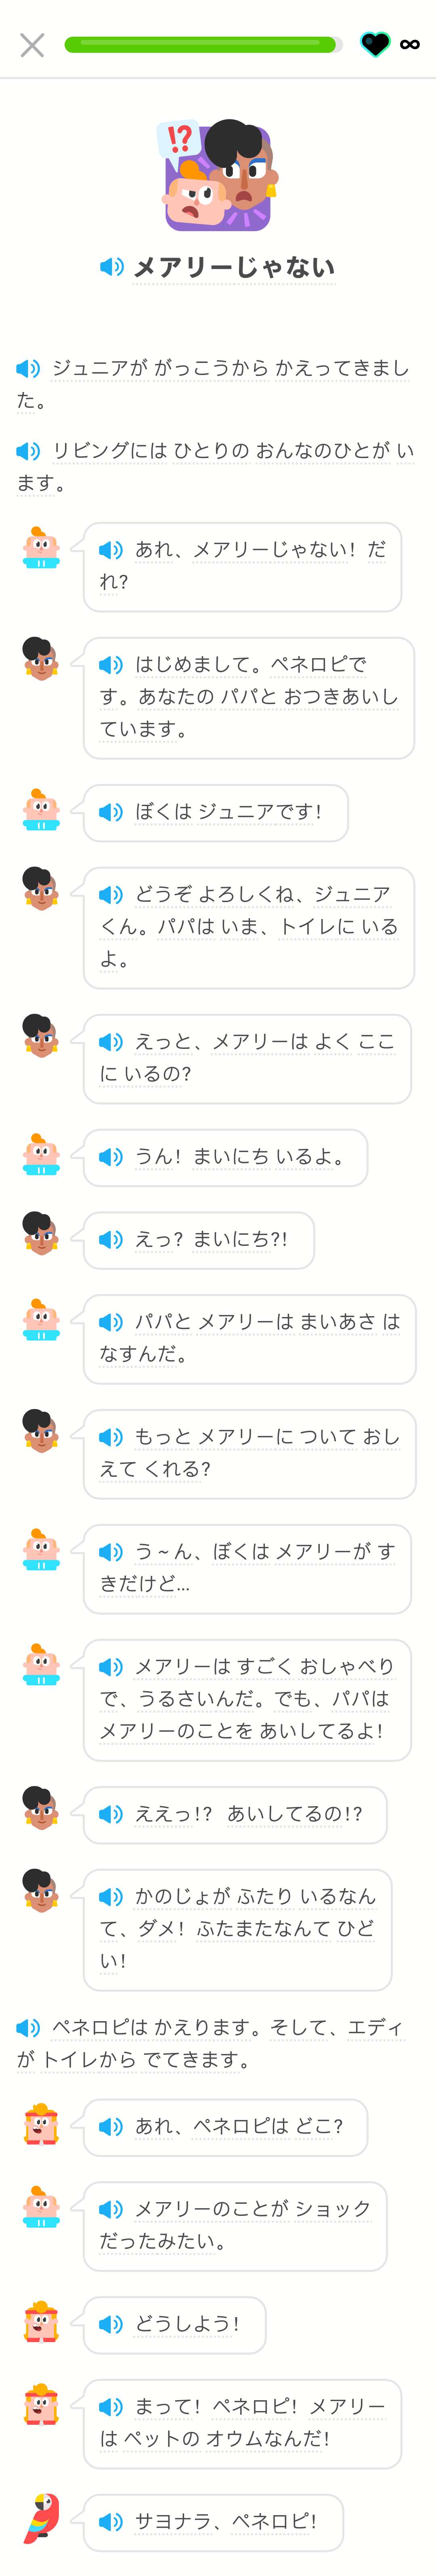 !?
メアリーじゃない
ジュニアが がっこうから かえってきまし
た。
リビングには ひとりの おんなのひとが い
ます。
あれ、メアリーじゃない! だ
れ?
はじめまして。ペネロピで
す。あなたの パパと おつきあいし
ています。
ぼくは ジュニアです!
どうぞ よろしくね、ジュニア
くん。パパは いま、トイレに いる
よ。
えっと、メアリーは よく ここ
に いるの?
うん! まいにち いるよ。
えっ? まいにち?!
パパと メアリーは まいあさ は
なすんだ。
もっと メアリーに ついて おし
えて くれる?
う~ん、ぼくは メアリーが す
きだけど...
メアリーは すごく おしゃべり
で、うるさいんだ。でも、パパは
メアリーのことを あいしてるよ!
ええっ!? あいしてるの!?
かのじょが ふたり いるなん
て、ダメ! ふたまたなんて ひど
い!
ペネロピは かえります。そして、エディ
が トイレから でてきます。
あれ、ペネロピは どこ?
メアリーのことが ショック
だったみたい。
どうしよう!
まって! ペネロピ! メアリー
は ペットの オウムなんだ!
サヨナラ、ペネロピ!